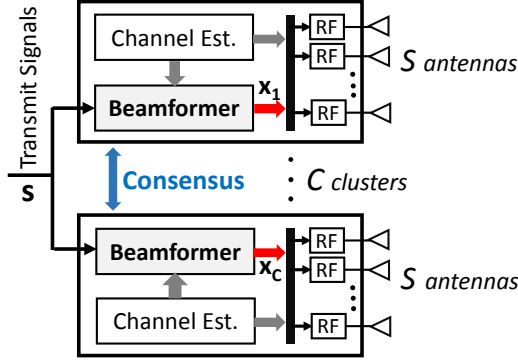 Transmit Signals
s
Channel Est.
Beamformer
x1
RF
RF
RF
S antennas
Consensus
C clusters
Beamformer
xC
Channel Est.
RF
RF
RF
S antennas